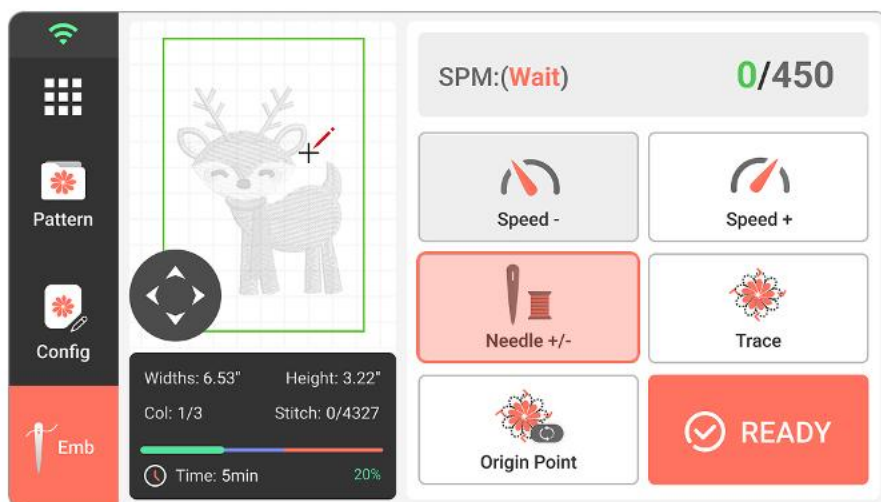 Pattern
Config
Emb
Widths: 6.53" Height: 3.22"
Col: 1/3 Stitch: 0/4327
Time: 5min 20%
SPM:(Wait) 0/450
Speed - Speed +
Needle +/- Trace
Origin Point READY